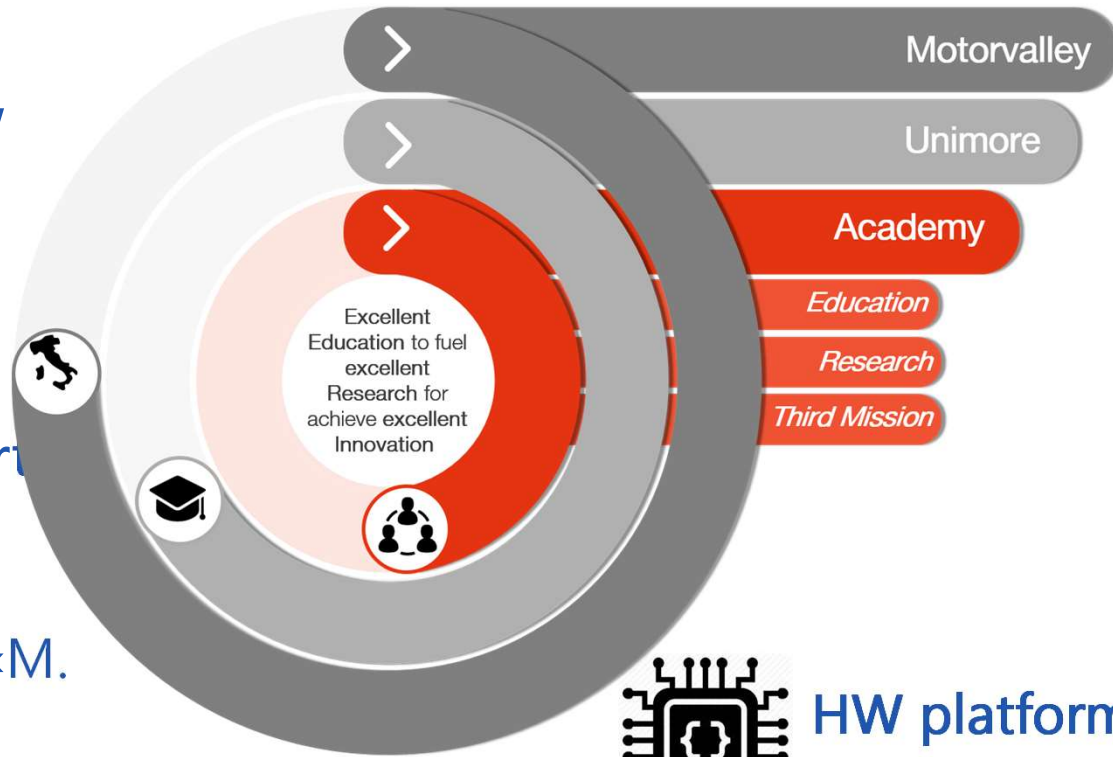 Motorvalley
Unimore
Academy
Education
Research
Third Mission
Excellent
Education to fuel
excellent
Research for
achieve excellent
Innovation
«M.
HW platform